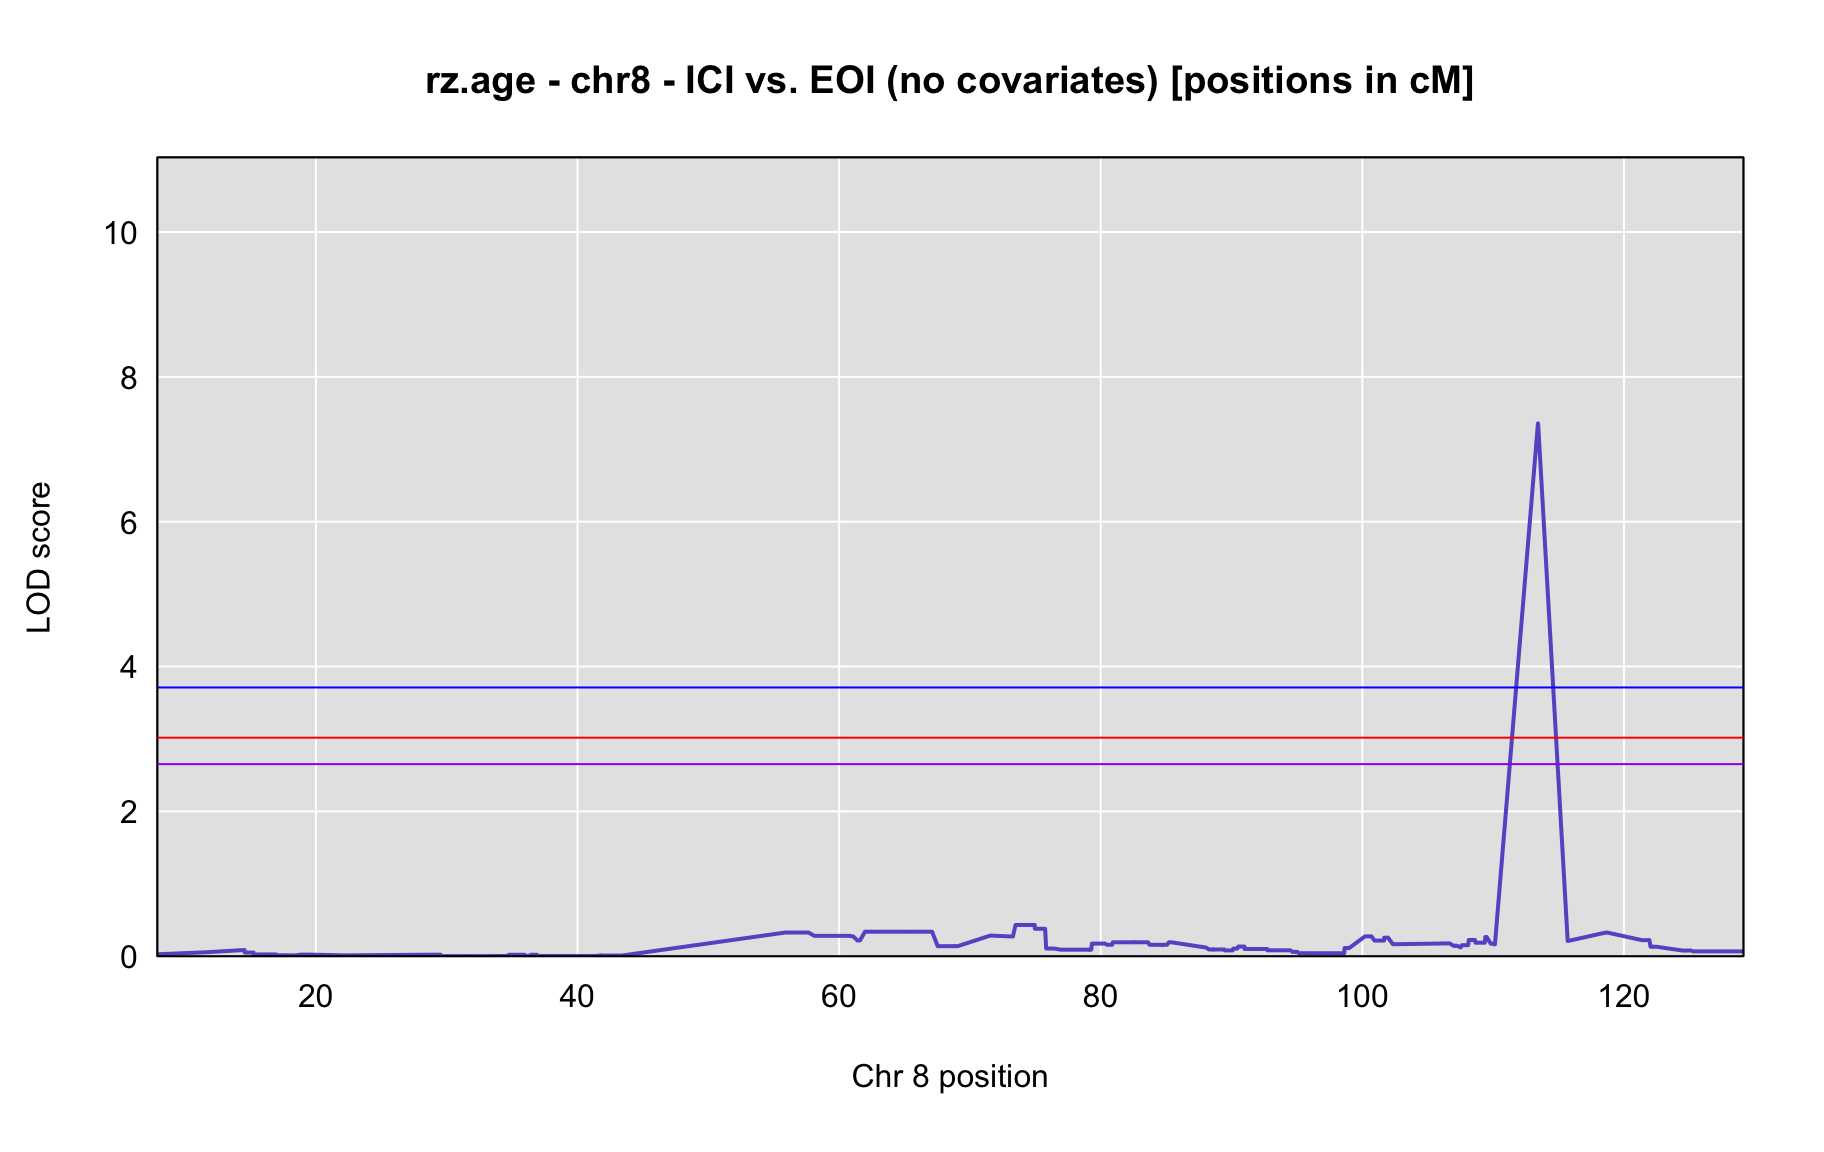 rz.age - chr8 - ICI vs. EOI (no covariates) [positions in cM]
LOD score
10
8
6
4
2
0
20 40 60 80 100 120
Chr 8 position